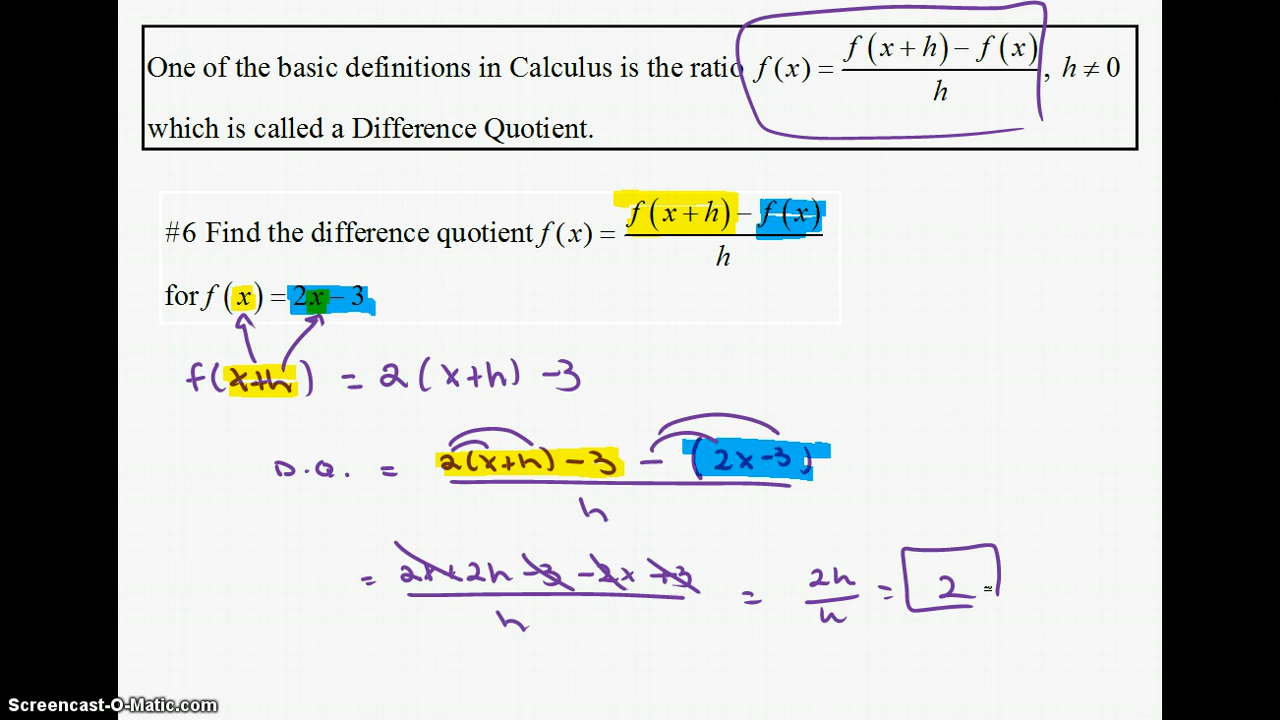 One of the basic definitions in Calculus is the ratio f(x) = (f(x+h) − f(x))/h, h ≠ 0
which is called a Difference Quotient.
#6 Find the difference quotient f(x) = (f(x+h) − f(x))/h
for f(x) = 2x − 3
f(x+h) = 2(x+h) −3
D.Q. = (2(x+h) −3 − (2x−3))/h
= (2x+2h −3 −2x +3)/h = 2h/h = 2
Screencast-O-Matic.com